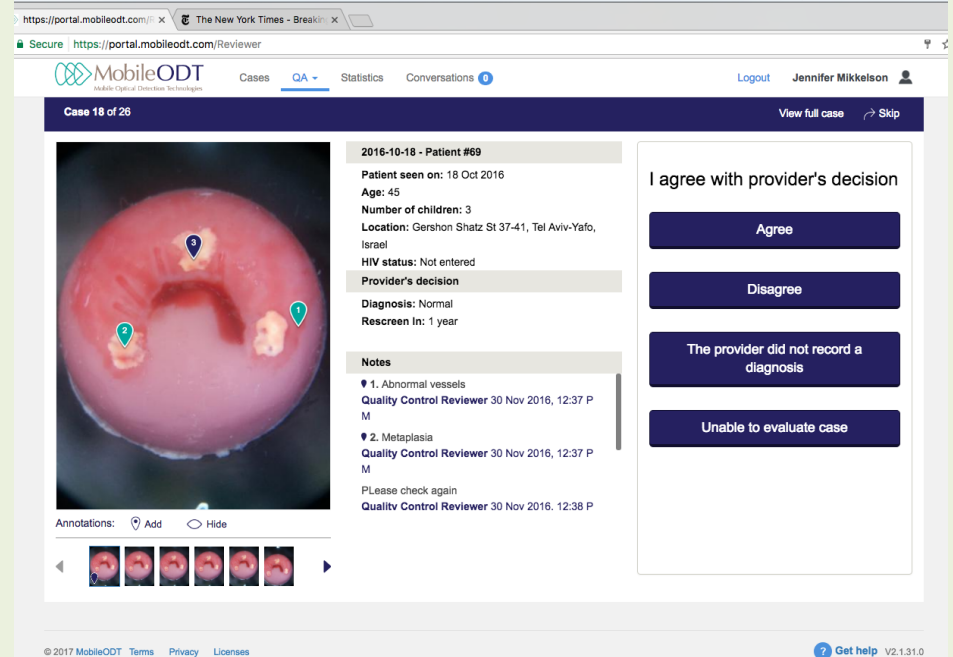 https://portal.mobileodt.com/R x
The New York Times - Breakin x
Secure https://portal.mobileodt.com/Reviewer
MobileODT
Mobile Optical Detection Technologies
Cases QA Statistics Conversations 0 Logout Jennifer Mikkelson
Case 18 of 26 View full case Skip
2016-10-18 - Patient #69
Patient seen on: 18 Oct 2016
Age: 45
Number of children: 3
Location: Gershon Shatz St 37-41, Tel Aviv-Yafo,
Israel
HIV status: Not entered
Provider's decision
Diagnosis: Normal
Rescreen In: 1 year
Notes
1. Abnormal vessels
Quality Control Reviewer 30 Nov 2016, 12:37 P
M
2. Metaplasia
Quality Control Reviewer 30 Nov 2016, 12:37 P
M
PLease check again
Quality Control Reviewer 30 Nov 2016, 12:38 P
I agree with provider's decision
Agree
Disagree
The provider did not record a
diagnosis
Unable to evaluate case
3
1
2
Annotations: Add Hide
© 2017 MobileODT Terms Privacy Licenses
? Get help V2.1.31.0